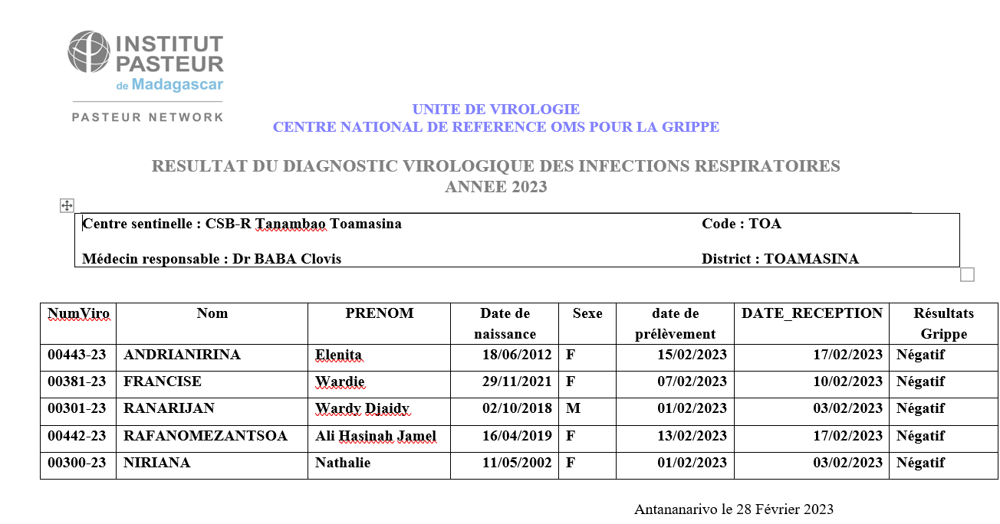 INSTITUT
PASTEUR
de Madagascar
PASTEUR NETWORK
UNITE DE VIROLOGIE
CENTRE NATIONAL DE REFERENCE OMS POUR LA GRIPPE
RESULTAT DU DIAGNOSTIC VIROLOGIQUE DES INFECTIONS RESPIRATOIRES
ANNEE 2023
Centre sentinelle : CSB-R Tanambao Toamasina Code : TOA
Médecin responsable : Dr BABA Clovis District : TOAMASINA
NumViro Nom PRENOM Date de naissance Sexe date de prélèvement DATE_RECEPTION Résultats Grippe
00443-23 ANDRIANIRINA Elenita 18/06/2012 F 15/02/2023 17/02/2023 Négatif
00381-23 FRANCISE Wardie 29/11/2021 F 07/02/2023 10/02/2023 Négatif
00301-23 RANARIJAN Wardy Djaidy 02/10/2018 M 01/02/2023 03/02/2023 Négatif
00442-23 RAFANOMEZANTSOA Ali Hasinah Jamel 16/04/2019 F 13/02/2023 17/02/2023 Négatif
00300-23 NIRIANA Nathalie 11/05/2002 F 01/02/2023 03/02/2023 Négatif
Antananarivo le 28 Février 2023